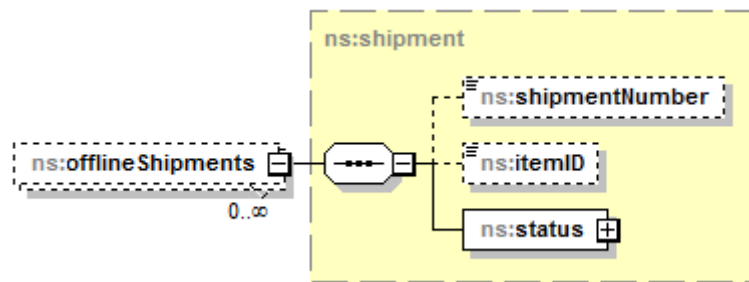 ns:shipment
ns:shipmentNumber
ns:offlineShipments
ns:itemID
0..∞
ns:status